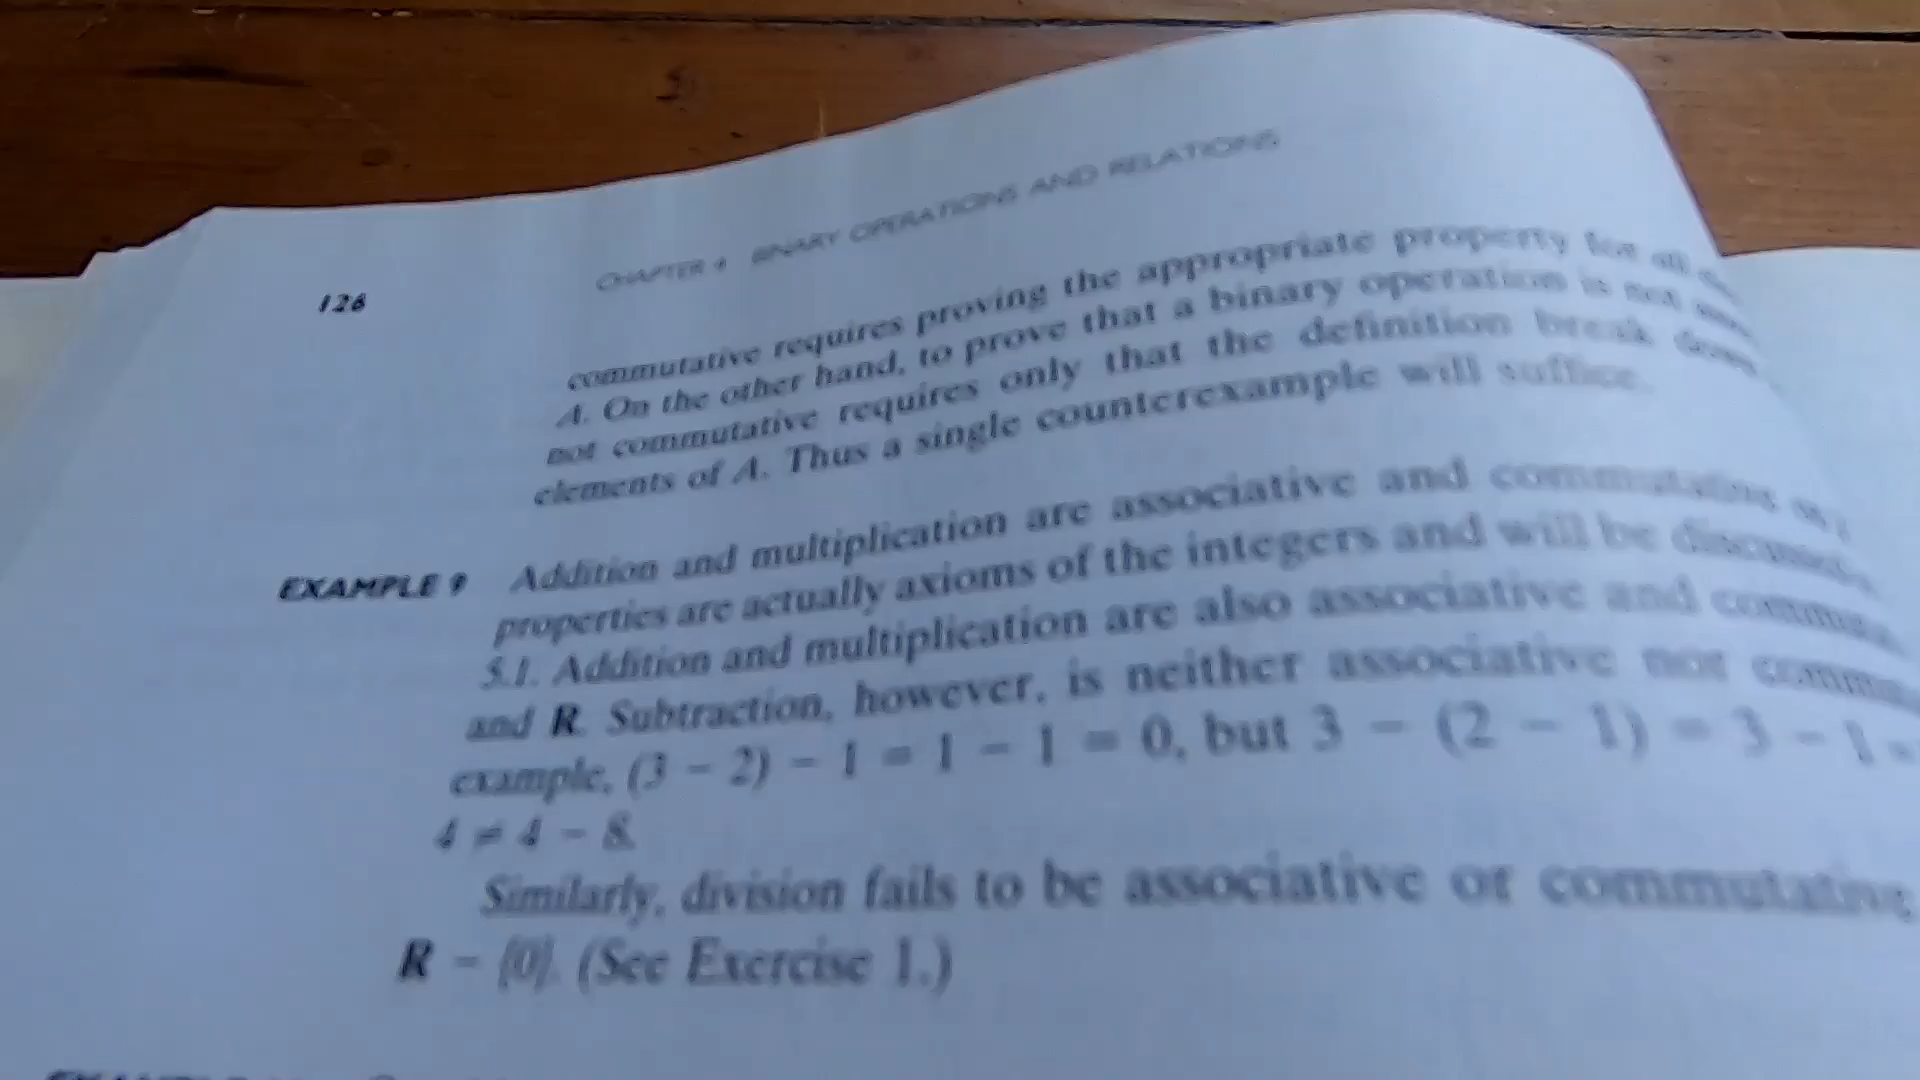 126
CHAPTER 4 BINARY OPERATIONS AND RELATIONS
commutative requires proving the appropriate property for all
A. On the other hand, to prove that a binary operation is not
not commutative requires only that the definition break down
elements of A. Thus a single counterexample will suffice.
EXAMPLE 9 Addition and multiplication are associative and commutative
properties are actually axioms of the integers and will be discussed
5.1. Addition and multiplication are also associative and
and R. Subtraction, however, is neither associative nor
example, (3 − 2) − 1 = 1 − 1 = 0, but 3 − (2 − 1) = 3 − 1 =
4 ≠ 4 − 8.
Similarly, division fails to be associative or commutative
R − {0}. (See Exercise 1.)